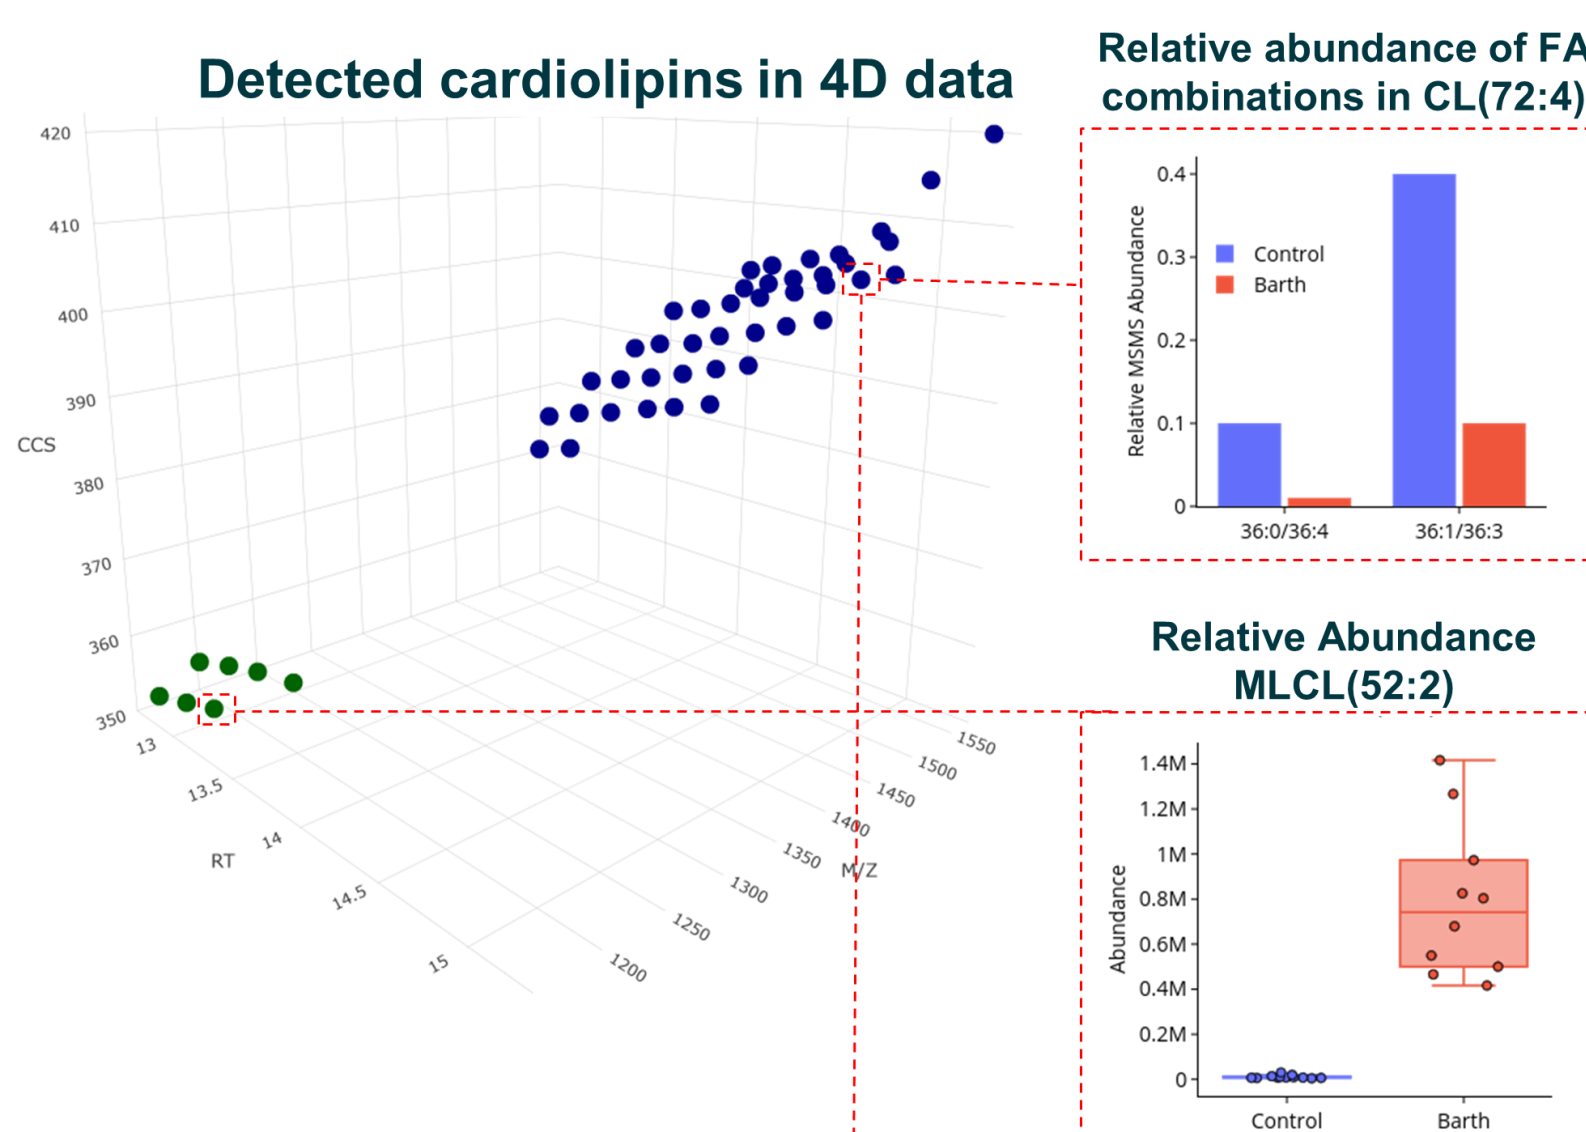 Detected cardiolipins in 4D data
420
410
400
390
380
370
360
350
CCS
13
13.5
14
14.5
15
RT
1200
1250
1300
1350
1400
1450
1500
1550
M/Z
Relative abundance of FA
combinations in CL(72:4)
0.4
0.3
0.2
0.1
0
Relative MSMS Abundance
Control
Barth
36:0/36:4
36:1/36:3
Relative Abundance
MLCL(52:2)
1.4M
1.2M
1M
0.8M
0.6M
0.4M
0.2M
0
Abundance
Control
Barth